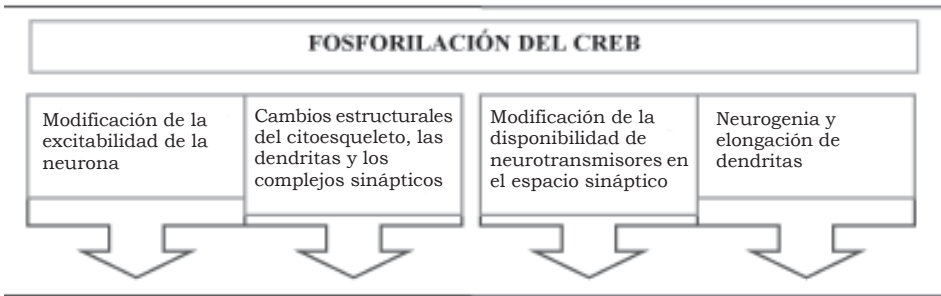 FOSFORILACIÓN DEL CREB
Modificación de la
excitabilidad de la
neurona
Cambios estructurales
del citoesqueleto, las
dendritas y los
complejos sinápticos
Modificación de la
disponibilidad de
neurotransmisores en
el espacio sináptico
Neurogenia y
elongación de
dendritas